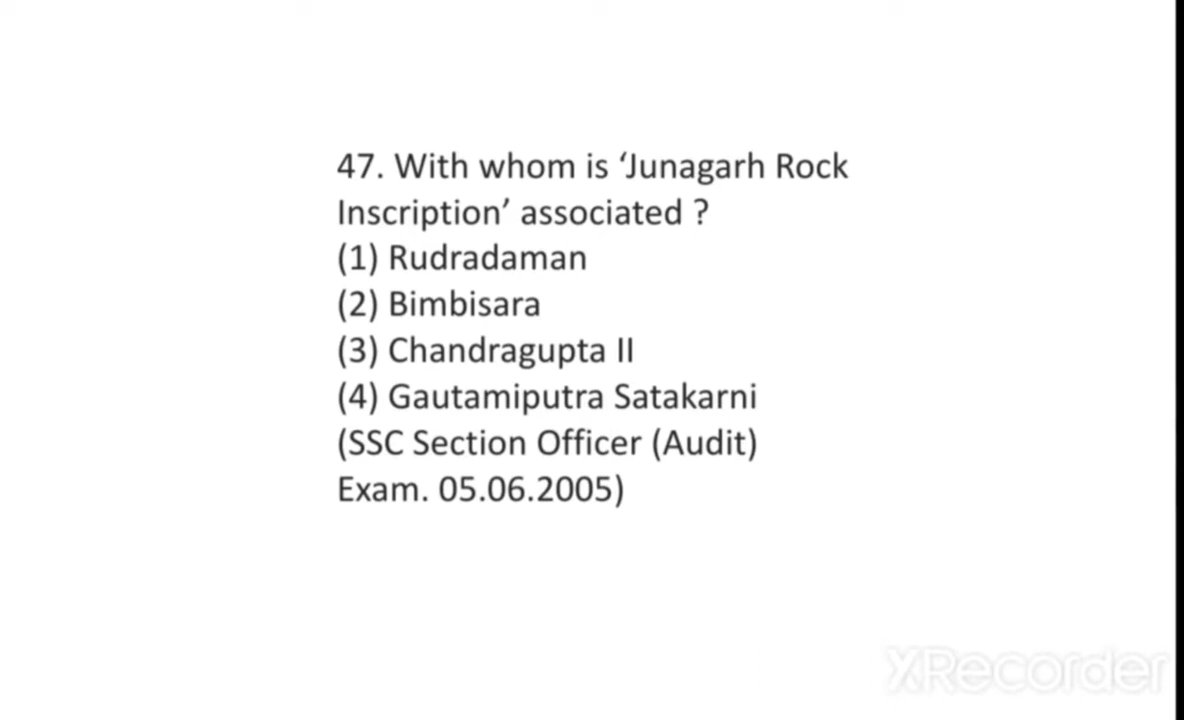 47. With whom is ‘Junagarh Rock
Inscription’ associated ?
(1) Rudradaman
(2) Bimbisara
(3) Chandragupta II
(4) Gautamiputra Satakarni
(SSC Section Officer (Audit)
Exam. 05.06.2005)
XRecorder